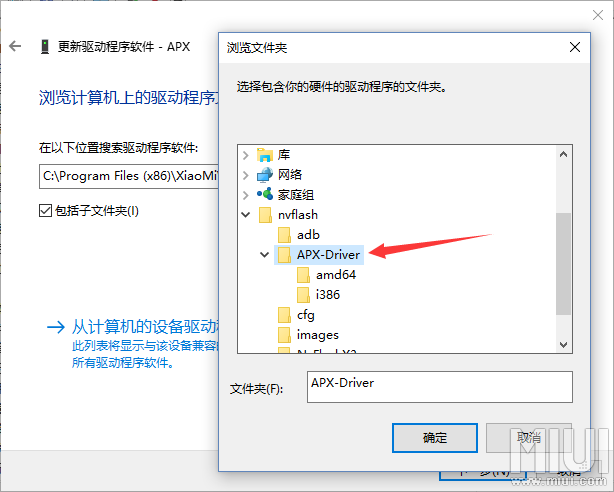 更新驱动程序软件 - APX
浏览计算机上的驱动程序
在以下位置搜索驱动程序软件:
C:\Program Files (x86)\XiaoMi
包括子文件夹(I)
从计算机的设备驱动
此列表将显示与该设备兼容
所有驱动程序软件。
浏览文件夹
选择包含你的硬件的驱动程序的文件夹。
库
网络
家庭组
nvflash
adb
APX-Driver
amd64
i386
cfg
images
文件夹(F):
APX-Driver
确定
取消
下一步(N)
取消
MIUI
www.miui.com